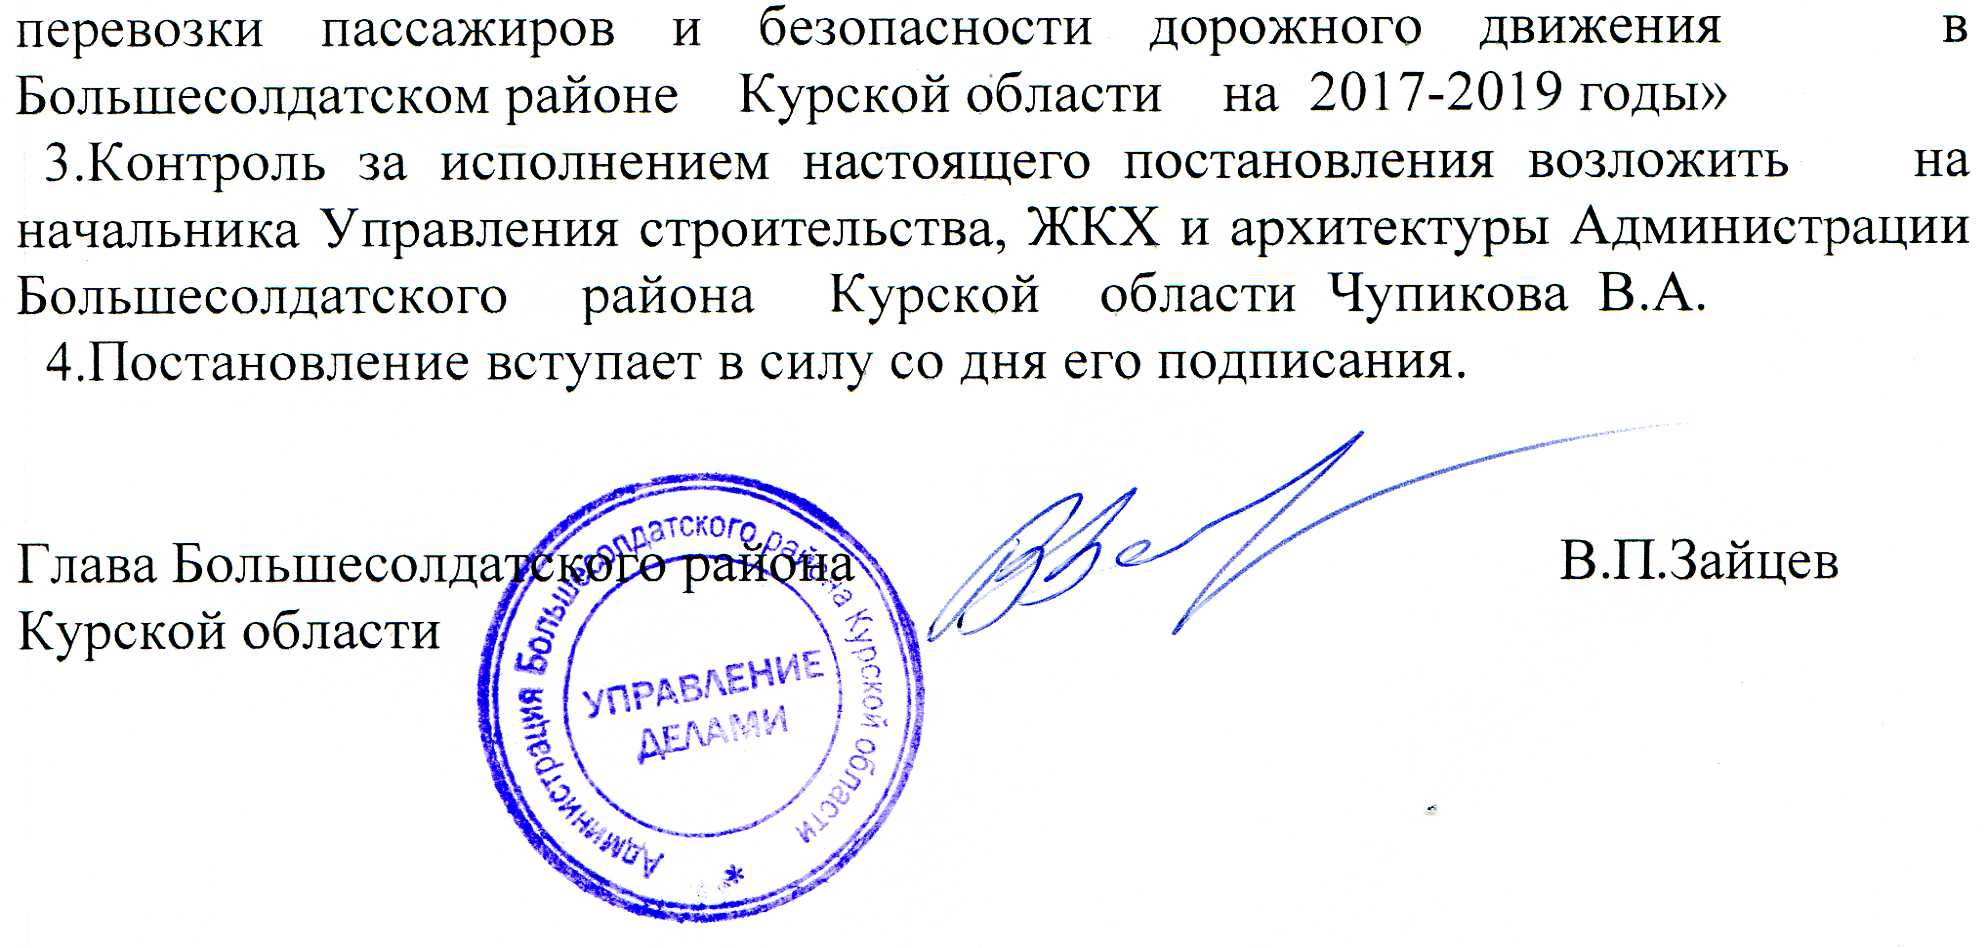 перевозки пассажиров и безопасности дорожного движения в
Большесолдатском районе Курской области на 2017-2019 годы»
3.Контроль за исполнением настоящего постановления возложить на
начальника Управления строительства, ЖКХ и архитектуры Администрации
Большесолдатского района Курской области Чупикова В.А.
4.Постановление вступает в силу со дня его подписания.
Глава Большесолдатского района В.П.Зайцев
Курской области
Администрация Большесолдатского района Курской области
УПРАВЛЕНИЕ
ДЕЛАМИ
*